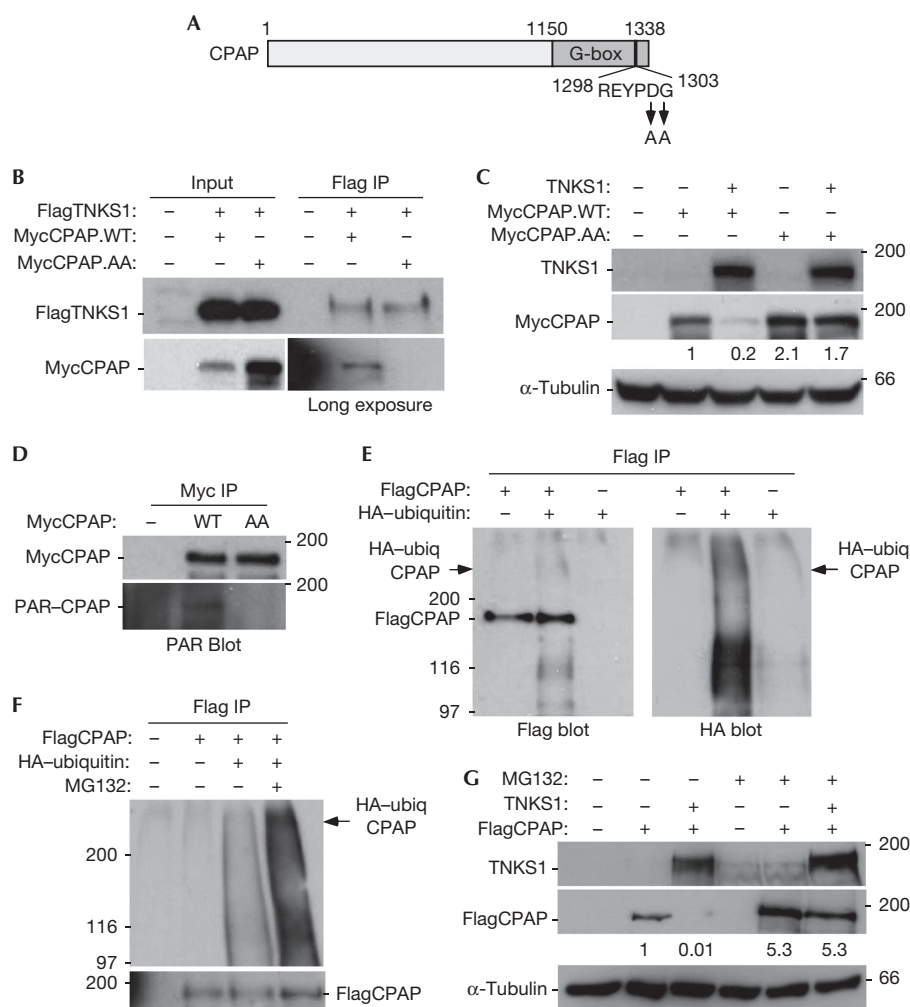 A
1 1150 1338
CPAP
G-box
1298 REYPDG 1303
AA
B
Input Flag IP
FlagTNKS1: – + + – + +
MycCPAP.WT: – + – – + –
MycCPAP.AA: – – + – – +
FlagTNKS1
MycCPAP
Long exposure
C
TNKS1: – – + – +
MycCPAP.WT: – + + – –
MycCPAP.AA: – – – + +
TNKS1
200
MycCPAP
200
1 0.2 2.1 1.7
α-Tubulin
66
D
Myc IP
MycCPAP: – WT AA
MycCPAP
200
PAR–CPAP
200
PAR Blot
E
Flag IP
FlagCPAP: + + – + + –
HA–ubiquitin: – + + – + +
HA–ubiq
CPAP
200
FlagCPAP
116
97
Flag blot
HA–ubiq
CPAP
HA blot
F
Flag IP
FlagCPAP: – + + +
HA–ubiquitin: – – + +
MG132: – – – +
HA–ubiq
CPAP
200
116
97
200
FlagCPAP
G
MG132: – – – + + +
TNKS1: – – + – – +
FlagCPAP: – + + – + +
TNKS1
200
FlagCPAP
200
1 0.01 5.3 5.3
α-Tubulin
66